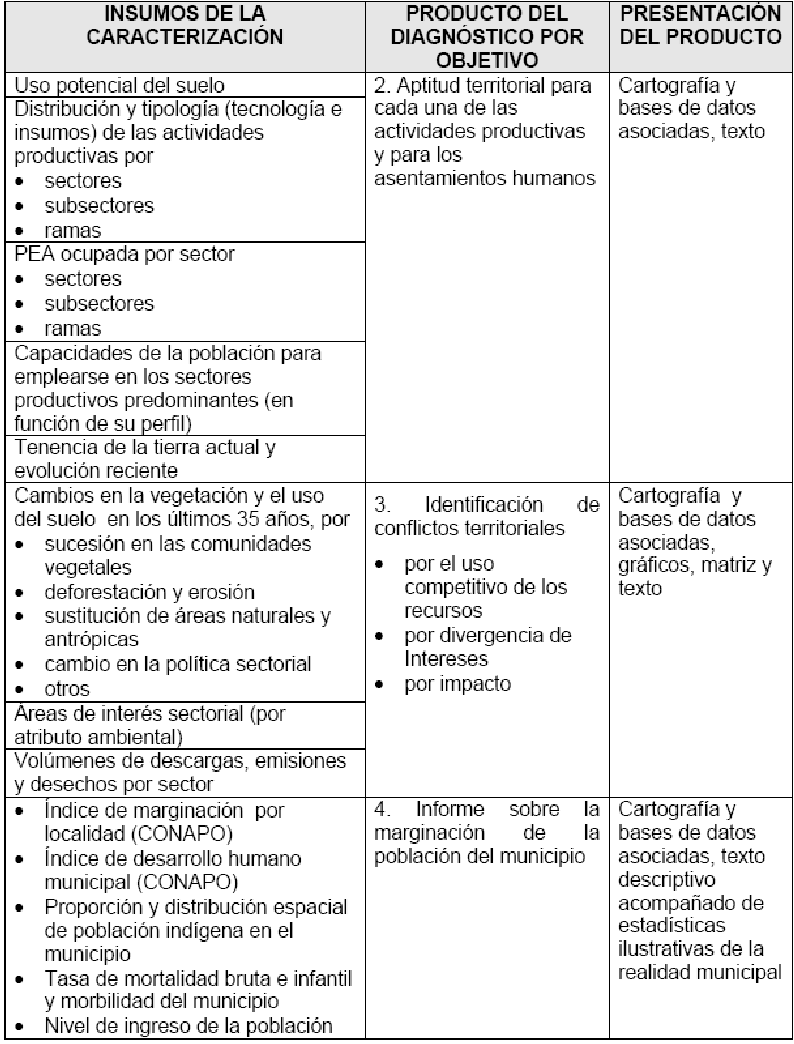 INSUMOS DE LA
CARACTERIZACIÓN
PRODUCTO DEL
DIAGNÓSTICO POR
OBJETIVO
PRESENTACIÓN
DEL PRODUCTO
Uso potencial del suelo
Distribución y tipología (tecnología e
insumos) de las actividades
productivas por
• sectores
• subsectores
• ramas
PEA ocupada por sector
• sectores
• subsectores
• ramas
Capacidades de la población para
emplearse en los sectores
productivos predominantes (en
función de su perfil)
Tenencia de la tierra actual y
evolución reciente
2. Aptitud territorial para
cada una de las
actividades productivas
y para los
asentamientos humanos
Cartografía y
bases de datos
asociadas, texto
Cambios en la vegetación y el uso
del suelo en los últimos 35 años, por
• sucesión en las comunidades
vegetales
• deforestación y erosión
• sustitución de áreas naturales y
antrópicas
• cambio en la política sectorial
• otros
Áreas de interés sectorial (por
atributo ambiental)
Volúmenes de descargas, emisiones
y desechos por sector
3. Identificación de
conflictos territoriales
• por el uso
competitivo de los
recursos
• por divergencia de
Intereses
• por impacto
Cartografía y
bases de datos
asociadas,
gráficos, matriz y
texto
• Índice de marginación por
localidad (CONAPO)
• Índice de desarrollo humano
municipal (CONAPO)
• Proporción y distribución espacial
de población indígena en el
municipio
• Tasa de mortalidad bruta e infantil
y morbilidad del municipio
• Nivel de ingreso de la población
4. Informe sobre la
marginación de la
población del municipio
Cartografía y
bases de datos
asociadas, texto
descriptivo
acompañado de
estadísticas
ilustrativas de la
realidad municipal